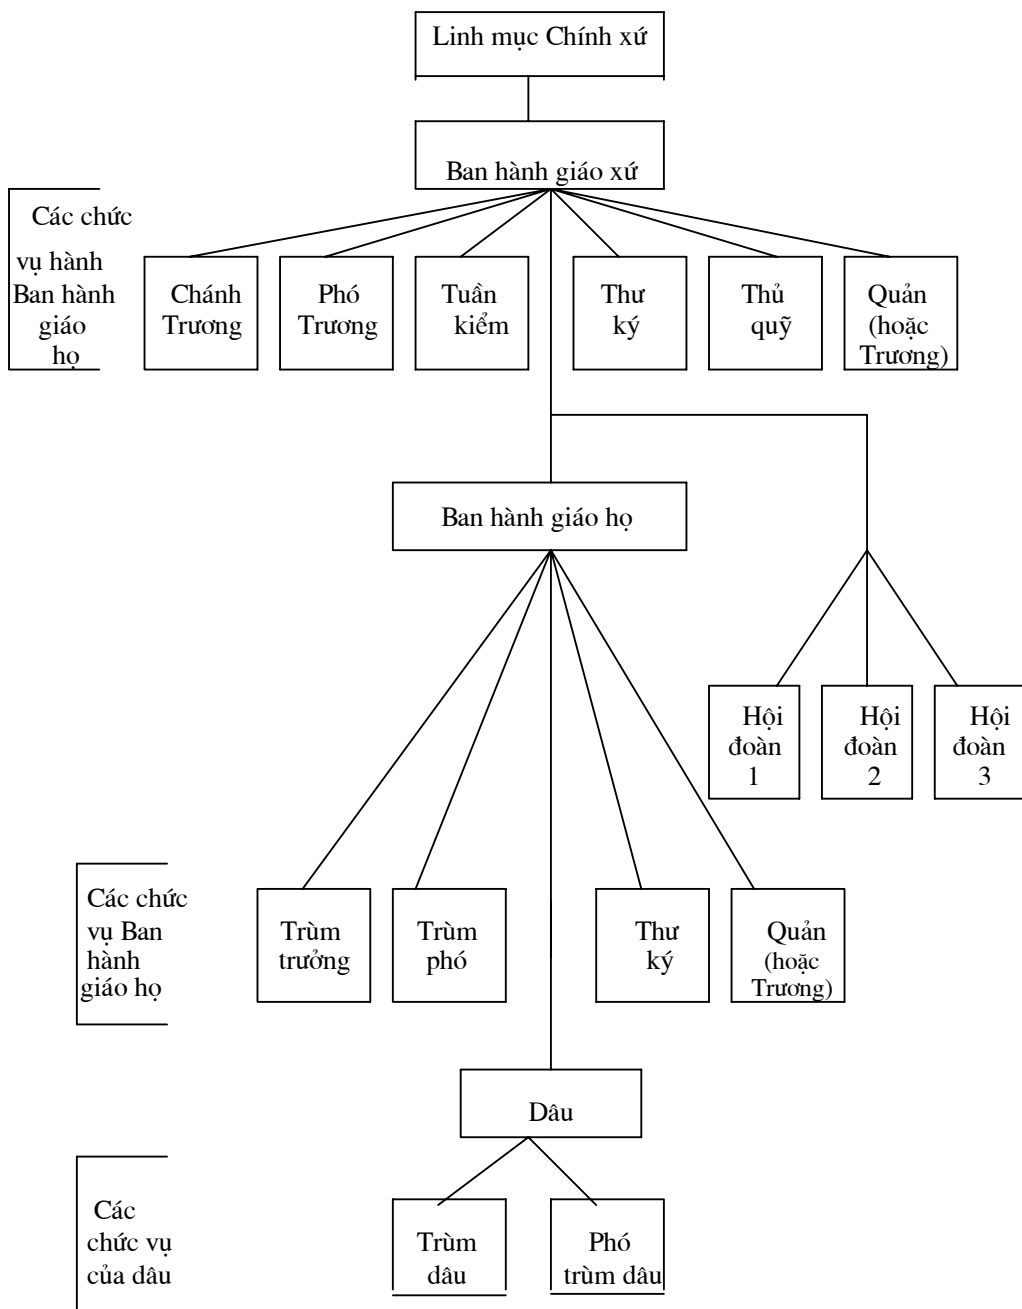 Linh mục Chính xứ
Ban hành giáo xứ
Các chức
vụ hành
Ban hành
giáo
họ
Chánh
Trương
Phó
Trương
Tuần
kiểm
Thư
ký
Thủ
quỹ
Quản
(hoặc
Trương)
Ban hành giáo họ
Hội
đoàn
1
Hội
đoàn
2
Hội
đoàn
3
Các chức
vụ Ban
hành
giáo họ
Trùm
trưởng
Trùm
phó
Thư
ký
Quản
(hoặc
Trương)
Dâu
Các
chức vụ
của dâu
Trùm
dâu
Phó
trùm dâu